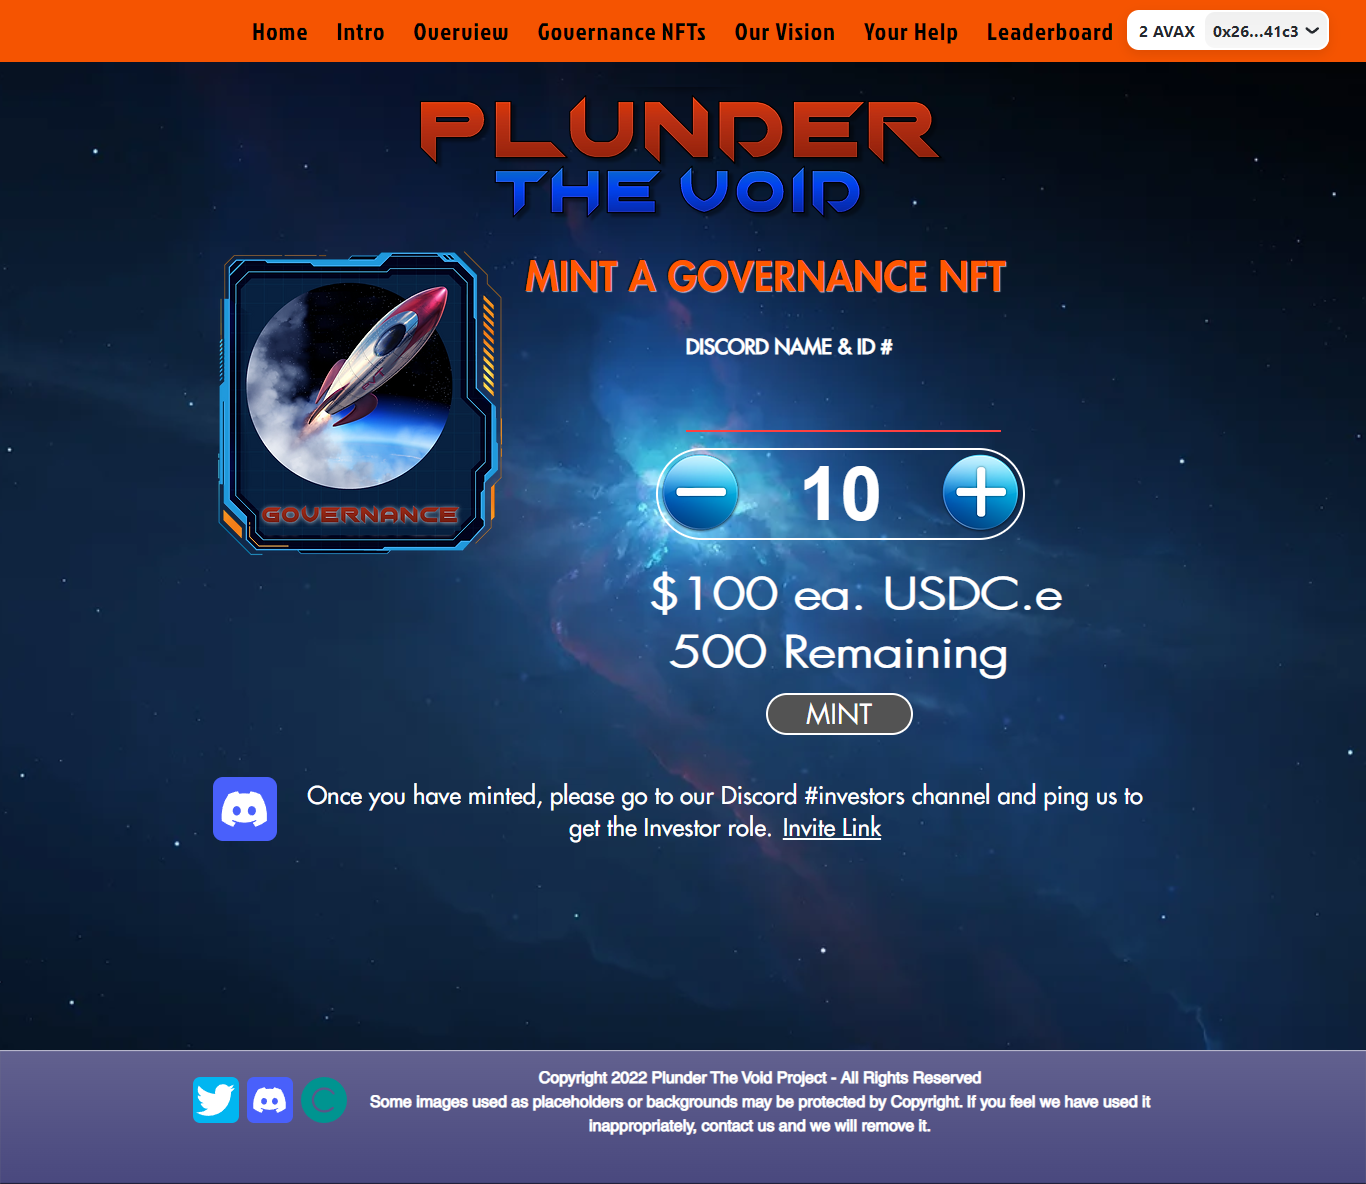 Home Intro Overview Governance NFTs Our Vision Your Help Leaderboard 2 AVAX 0x26...41c3
PLUNDER
THE VOID
MINT A GOVERNANCE NFT
DISCORD NAME & ID #
10
GOVERNANCE
$100 ea. USDC.e
500 Remaining
MINT
Once you have minted, please go to our Discord #investors channel and ping us to
get the Investor role. Invite Link
Copyright 2022 Plunder The Void Project - All Rights Reserved
Some images used as placeholders or backgrounds may be protected by Copyright. If you feel we have used it
inappropriately, contact us and we will remove it.